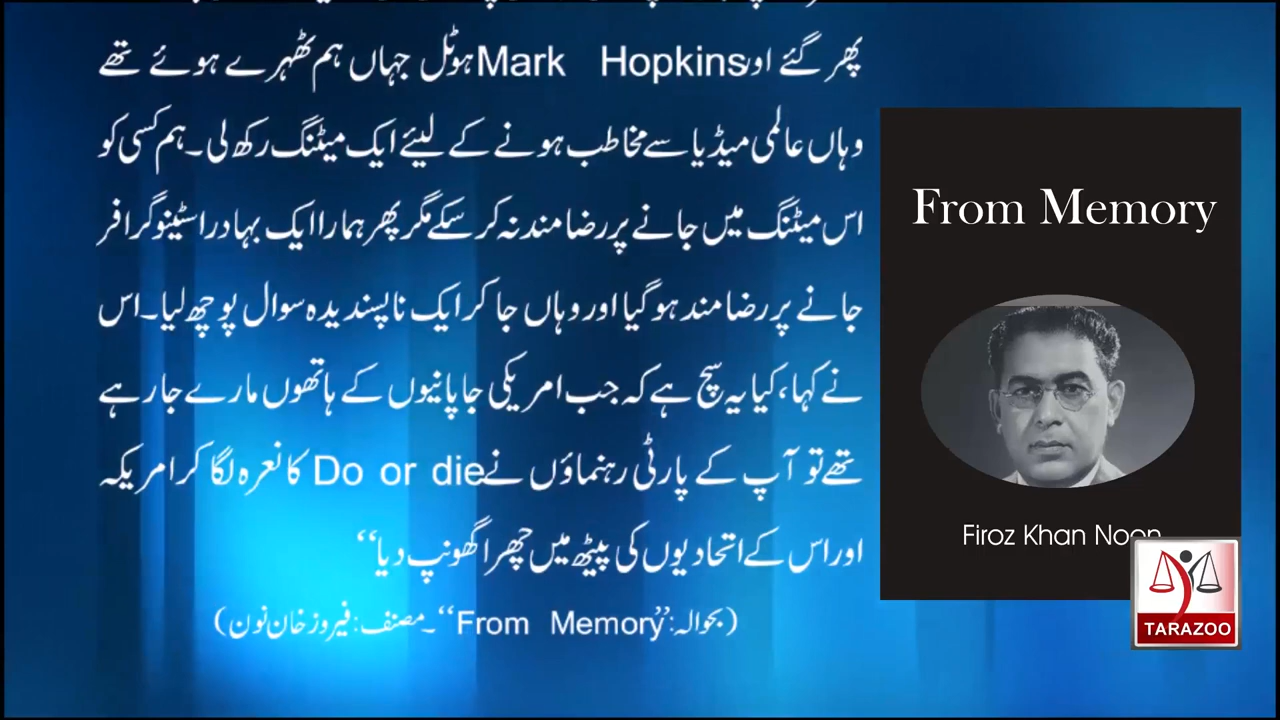 پھر گئے اور Mark Hopkins ہوٹل جہاں ہم ٹھہرے ہوئے تھے
وہاں عالمی میڈیا سے مخاطب ہونے کے لیئے ایک میٹنگ رکھ لی۔ ہم کسی کو
اس میٹنگ میں جانے پر رضامند نہ کر سکے مگر پھر ہمارا ایک بہادر اسٹینوگرافر
جانے پر رضامند ہو گیا اور وہاں جا کر ایک ناپسندیدہ سوال پوچھ لیا۔ اس
نے کہا، کیا یہ سچ ہے کہ جب امریکی جاپانیوں کے ہاتھوں مارے جا رہے
تھے تو آپ کے پارٹی رہنماؤں نے Do or die کا نعرہ لگا کر امریکہ
اور اس کے اتحادیوں کی پیٹھ میں چھرا گھونپ دیا“
(بحوالہ: ”From Memory“۔ مصنف: فیروز خان نون)
From Memory
Firoz Khan Noon
TARAZOO